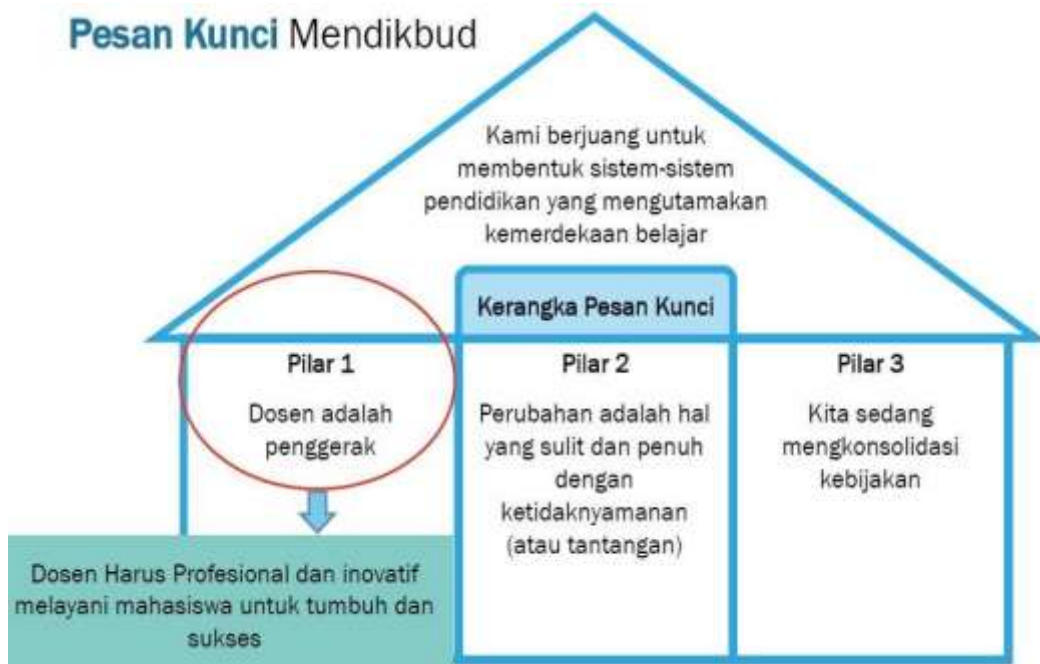 Pesan Kunci Mendikbud
Kami berjuang untuk
membentuk sistem-sistem
pendidikan yang mengutamakan
kemerdekaan belajar
Kerangka Pesan Kunci
Pilar 1
Dosen adalah
penggerak
Dosen Harus Profesional dan inovatif
melayani mahasiswa untuk tumbuh dan
sukses
Pilar 2
Perubahan adalah hal
yang sulit dan penuh
dengan
ketidaknyamanan
(atau tantangan)
Pilar 3
Kita sedang
mengkonsolidasi
kebijakan